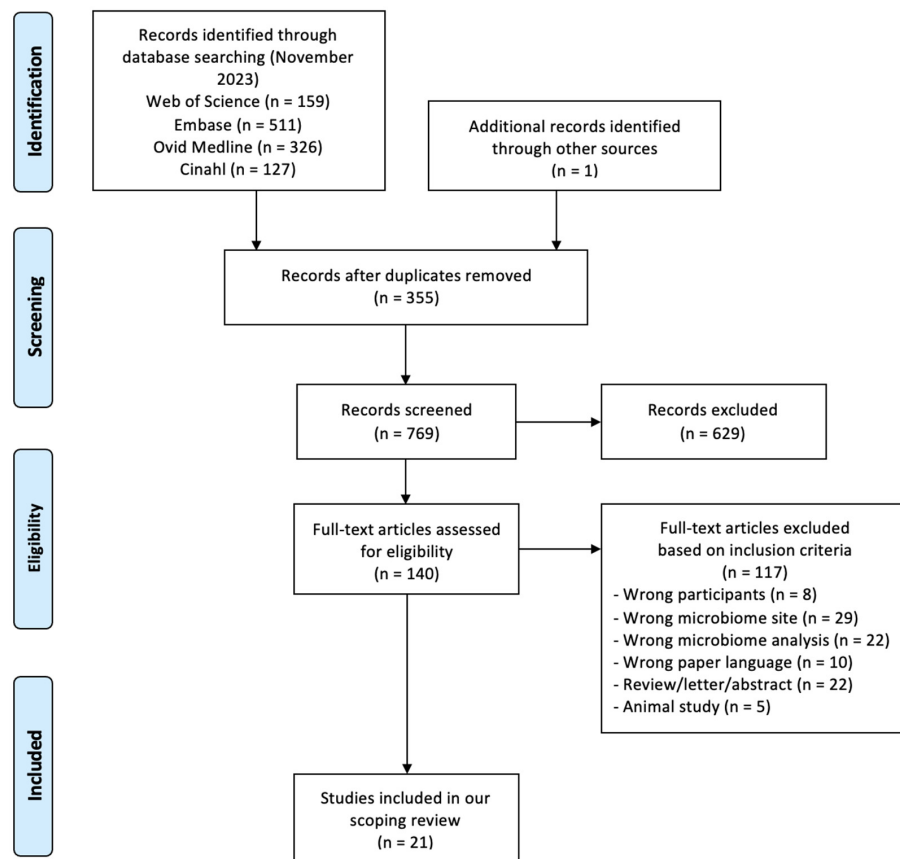 Identification
Records identified through
database searching (November
2023)
Web of Science (n = 159)
Embase (n = 511)
Ovid Medline (n = 326)
Cinahl (n = 127)
Additional records identified
through other sources
(n = 1)
Screening
Records after duplicates removed
(n = 355)
Records screened
(n = 769)
Records excluded
(n = 629)
Eligibility
Full-text articles assessed
for eligibility
(n = 140)
Full-text articles excluded
based on inclusion criteria
(n = 117)
- Wrong participants (n = 8)
- Wrong microbiome site (n = 29)
- Wrong microbiome analysis (n = 22)
- Wrong paper language (n = 10)
- Review/letter/abstract (n = 22)
- Animal study (n = 5)
Included
Studies included in our
scoping review
(n = 21)